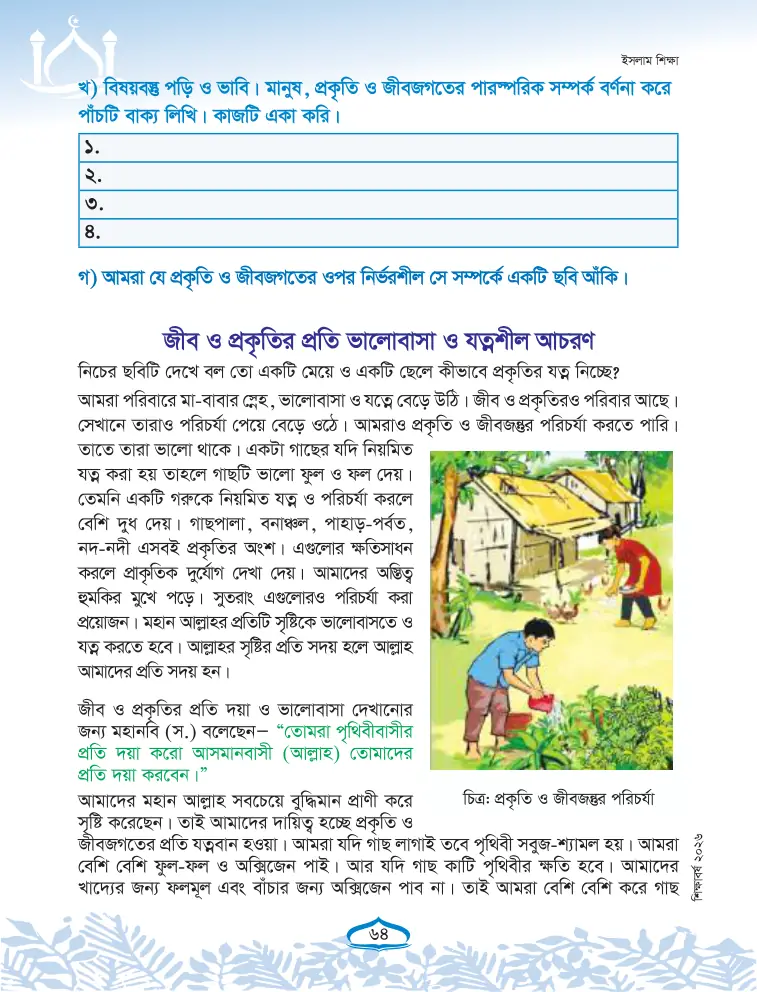 ইসলাম শিক্ষা
খ) বিষয়বস্তু পড়ি ও ভাবি। মানুষ, প্রকৃতি ও জীবজগতের পারস্পরিক সম্পর্ক বর্ণনা করে
পাঁচটি বাক্য লিখি। কাজটি একা করি।
১.
২.
৩.
৪.
গ) আমরা যে প্রকৃতি ও জীবজগতের ওপর নির্ভরশীল সে সম্পর্কে একটি ছবি আঁকি।
জীব ও প্রকৃতির প্রতি ভালোবাসা ও যত্নশীল আচরণ
নিচের ছবিটি দেখে বল তো একটি মেয়ে ও একটি ছেলে কীভাবে প্রকৃতির যত্ন নিচ্ছে?
আমরা পরিবারে মা-বাবার স্নেহ, ভালোবাসা ও যত্নে বেড়ে উঠি। জীব ও প্রকৃতিরও পরিবার আছে।
সেখানে তারাও পরিচর্যা পেয়ে বেড়ে ওঠে। আমরাও প্রকৃতি ও জীবজন্তুর পরিচর্যা করতে পারি।
তাতে তারা ভালো থাকে। একটা গাছের যদি নিয়মিত
যত্ন করা হয় তাহলে গাছটি ভালো ফুল ও ফল দেয়।
তেমনি একটি গরুকে নিয়মিত যত্ন ও পরিচর্যা করলে
বেশি দুধ দেয়। গাছপালা, বনাঞ্চল, পাহাড়-পর্বত,
নদ-নদী এসবই প্রকৃতির অংশ। এগুলোর ক্ষতিসাধন
করলে প্রাকৃতিক দুর্যোগ দেখা দেয়। আমাদের অস্তিত্ব
হুমকির মুখে পড়ে। সুতরাং এগুলোরও পরিচর্যা করা
প্রয়োজন। মহান আল্লাহর প্রতিটি সৃষ্টিকে ভালোবাসতে ও
যত্ন করতে হবে। আল্লাহর সৃষ্টির প্রতি সদয় হলে আল্লাহ
আমাদের প্রতি সদয় হন।
জীব ও প্রকৃতির প্রতি দয়া ও ভালোবাসা দেখানোর
জন্য মহানবি (স.) বলেছেন– “তোমরা পৃথিবীবাসীর
প্রতি দয়া করো আসমানবাসী (আল্লাহ) তোমাদের
প্রতি দয়া করবেন।”
চিত্র: প্রকৃতি ও জীবজন্তুর পরিচর্যা
আমাদের মহান আল্লাহ সবচেয়ে বুদ্ধিমান প্রাণী করে
সৃষ্টি করেছেন। তাই আমাদের দায়িত্ব হচ্ছে প্রকৃতি ও
জীবজগতের প্রতি যত্নবান হওয়া। আমরা যদি গাছ লাগাই তবে পৃথিবী সবুজ-শ্যামল হয়। আমরা
বেশি বেশি ফুল-ফল ও অক্সিজেন পাই। আর যদি গাছ কাটি পৃথিবীর ক্ষতি হবে। আমাদের
খাদ্যের জন্য ফলমূল এবং বাঁচার জন্য অক্সিজেন পাব না। তাই আমরা বেশি বেশি করে গাছ
শিক্ষাবর্ষ ২০২৬
৬৪